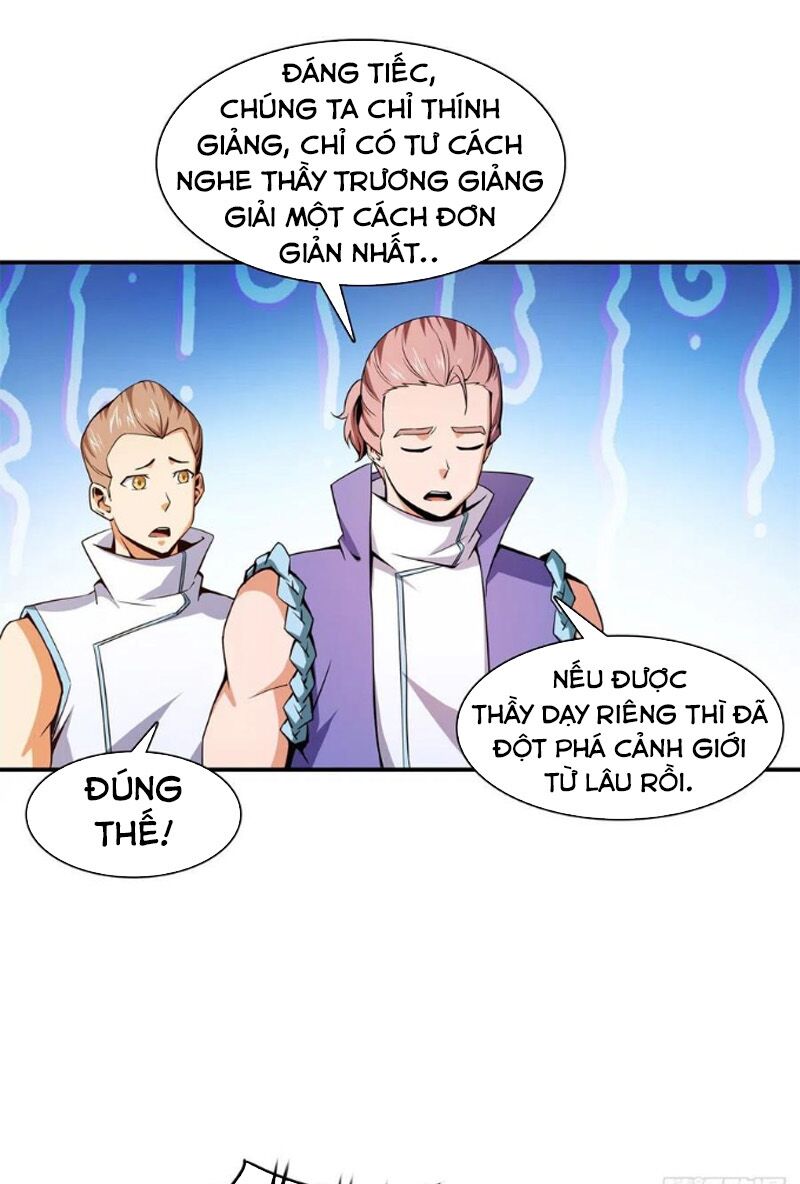 ĐÁNG TIẾC,
CHÚNG TA CHỈ THÍNH
GIẢNG, CHỈ CÓ TƯ CÁCH
NGHE THẦY TRƯƠNG GIẢNG
GIẢI MỘT CÁCH ĐƠN
GIẢN NHẤT..
NẾU ĐƯỢC
THẦY DẠY RIÊNG THÌ ĐÃ
ĐỘT PHÁ CẢNH GIỚI
TỪ LÂU RỒI.
ĐÚNG
THẾ!